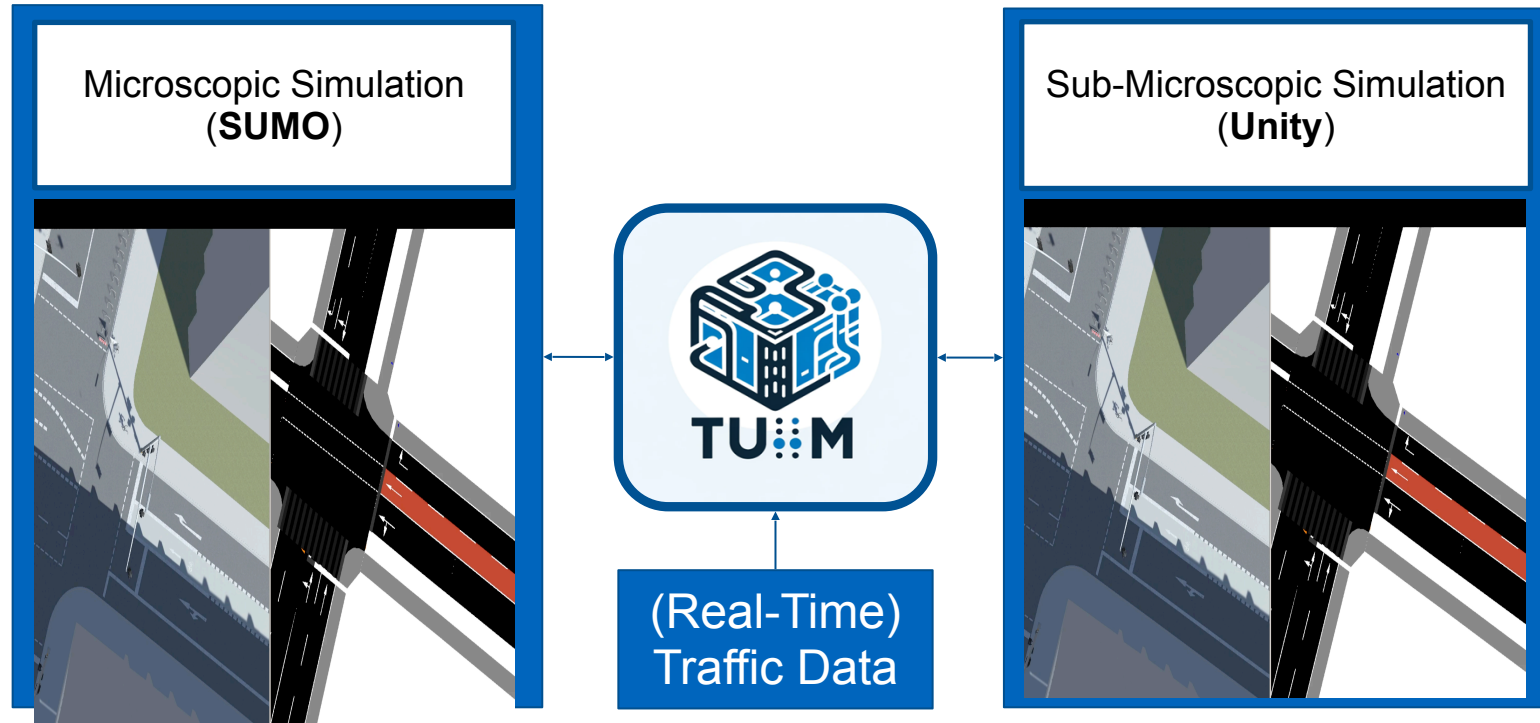 Microscopic Simulation
(SUMO)
Sub-Microscopic Simulation
(Unity)
TUM
(Real-Time)
Traffic Data